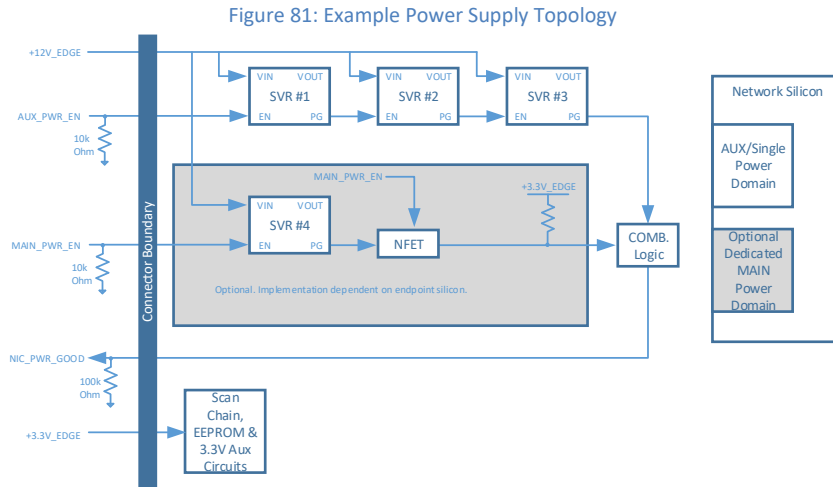 Figure 81: Example Power Supply Topology
+12V_EDGE
VIN VOUT
SVR #1
EN PG
VIN VOUT
SVR #2
EN PG
VIN VOUT
SVR #3
EN PG
AUX_PWR_EN
10k
Ohm
Network Silicon
AUX/Single
Power
Domain
Optional
Dedicated
MAIN
Power
Domain
MAIN_PWR_EN
+3.3V_EDGE
VIN VOUT
SVR #4
EN PG
NFET
COMB.
Logic
MAIN_PWR_EN
10k
Ohm
Connector Boundary
Optional. Implementation dependent on endpoint silicon.
NIC_PWR_GOOD
100k
Ohm
+3.3V_EDGE
Scan
Chain,
EEPROM &
3.3V Aux
Circuits